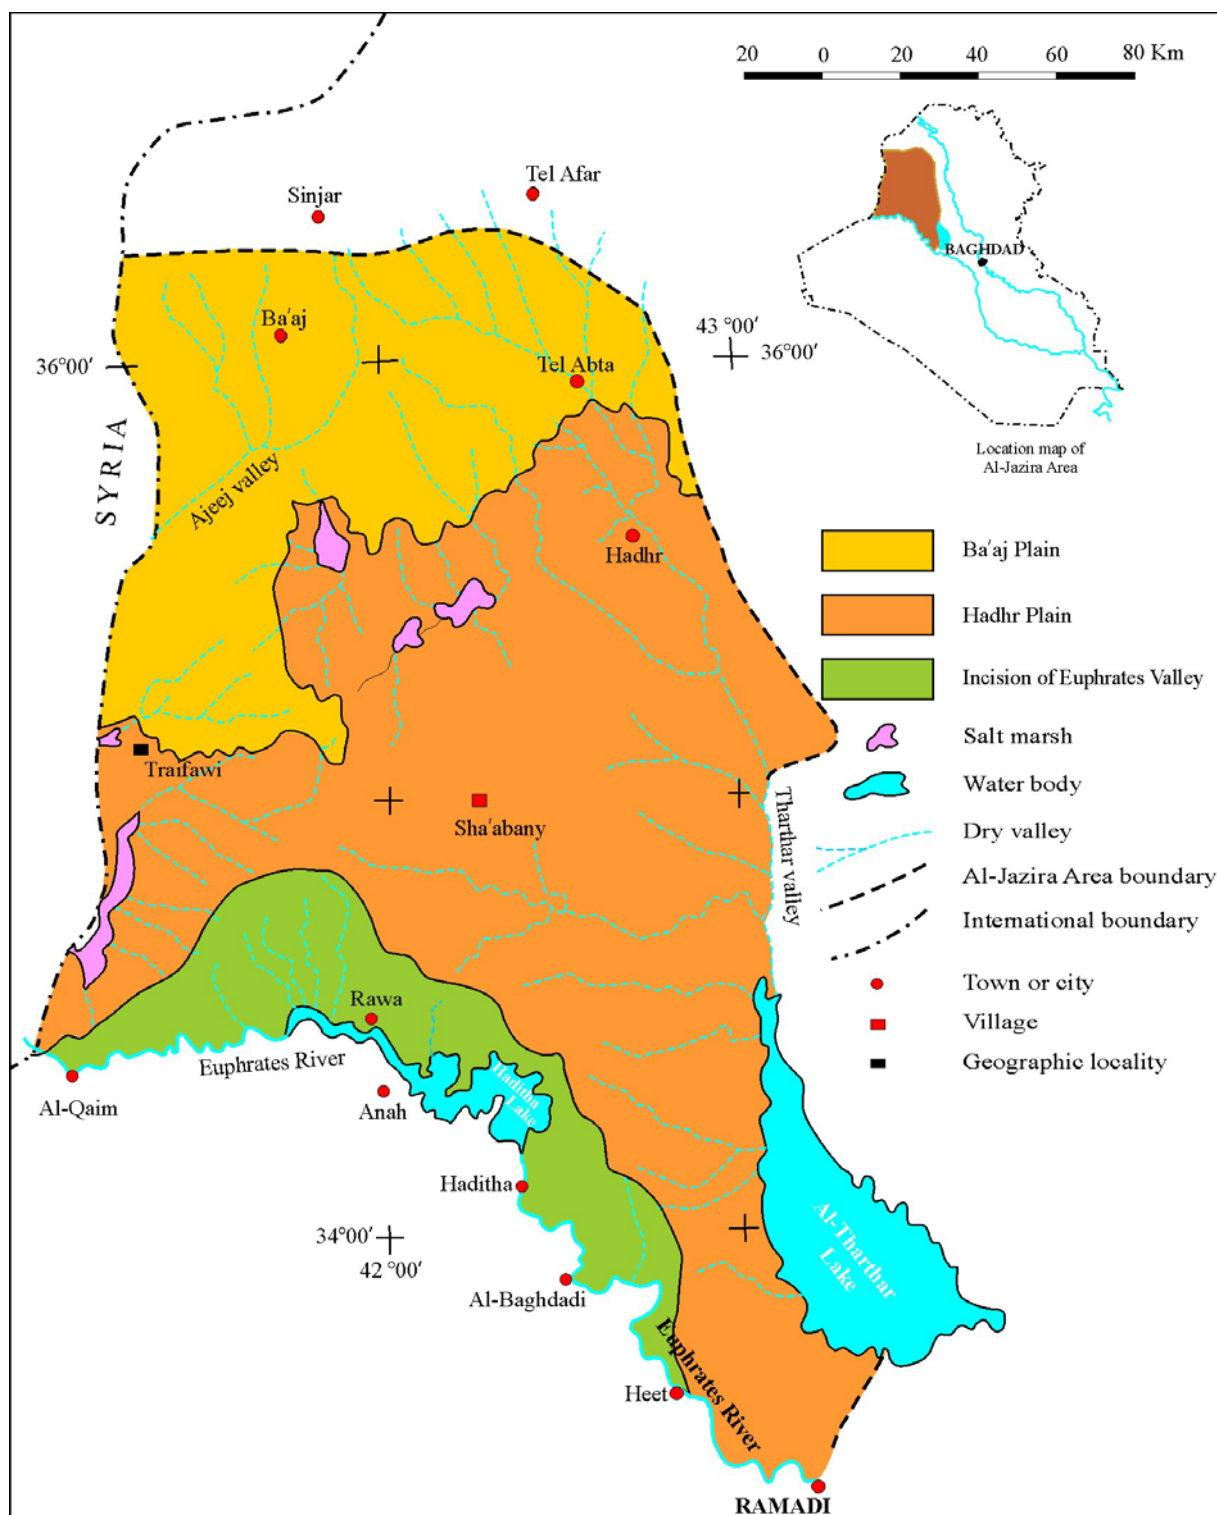 20 0 20 40 80 Km
Tel Afar
Sinjar
BAGHDAD
Ba'aj
43 °00'
36°00'
36°00'
Tel Abta
SYRIA
Location map of
Al-Jazira Area
Ajeej valley
Hadhr
Ba'aj Plain
Hadhr Plain
Incision of Euphrates Valley
Salt marsh
Traifawi
Water body
Sha'abany
Tharthar valley
Dry valley
Al-Jazira Area boundary
International boundary
Town or city
Rawa
Village
Euphrates River
Geographic locality
Haditha
Lake
Al-Qaim
Anah
Haditha
Al-Tharthar
Lake
34°00'
42 °00'
Al-Baghdadi
Euphrates River
Heet
RAMADI